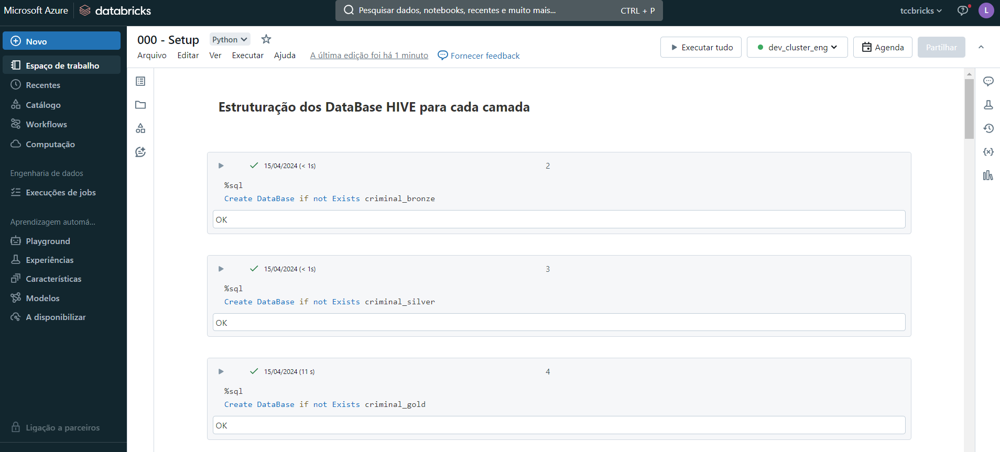 Microsoft Azure databricks
Pesquisar dados, notebooks, recentes e muito mais... CTRL + P
tccbricks
L
Novo
Espaço de trabalho
Recentes
Catálogo
Workflows
Computação
Engenharia de dados
Execuções de jobs
Aprendizagem automá...
Playground
Experiências
Características
Modelos
A disponibilizar
Ligação a parceiros
000 - Setup Python
Arquivo Editar Ver Executar Ajuda A última edição foi há 1 minuto Fornecer feedback
Executar tudo dev_cluster_eng Agenda Partilhar
Estruturação dos DataBase HIVE para cada camada
15/04/2024 (< 1s) 2
%sql
Create DataBase if not Exists criminal_bronze
OK
15/04/2024 (< 1s) 3
%sql
Create DataBase if not Exists criminal_silver
OK
15/04/2024 (11 s) 4
%sql
Create DataBase if not Exists criminal_gold
OK